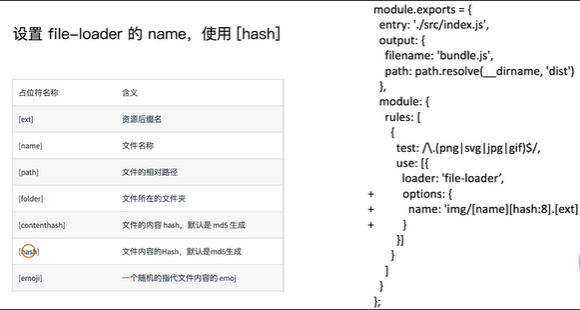 设置 file-loader 的 name，使用 [hash]
占位符名称 含义
[ext] 资源后缀名
[name] 文件名称
[path] 文件的相对路径
[folder] 文件所在的文件夹
[contenthash] 文件的内容 hash，默认是 md5 生成
[hash] 文件内容的Hash，默认是md5生成
[emoji] 一个随机的指代文件内容的 emoj
module.exports = {
entry: './src/index.js',
output: {
filename: 'bundle.js',
path: path.resolve(__dirname, 'dist')
},
module: {
rules: [
{
test: /\.(png|svg|jpg|gif)$/,
use: [{
loader: 'file-loader',
+ options: {
+ name: 'img/[name][hash:8].[ext]
+ }
}]
}
]
}
};